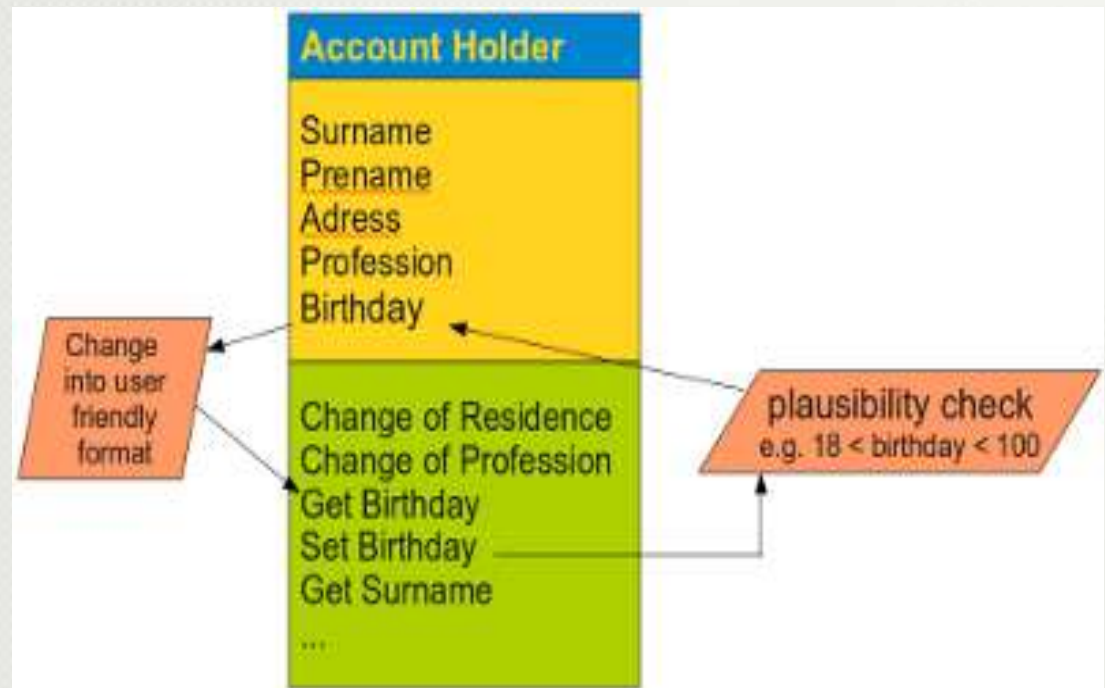 Account Holder
Surname
Prename
Adress
Profession
Birthday
Change
into user
friendly
format
plausibility check
e.g. 18 < birthday < 100
Change of Residence
Change of Profession
Get Birthday
Set Birthday
Get Surname
...